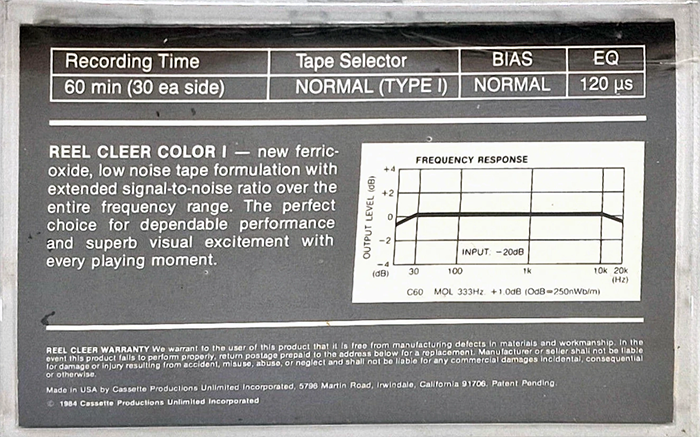 Recording Time Tape Selector BIAS EQ
60 min (30 ea side) NORMAL (TYPE I) NORMAL 120 µs
REEL CLEER COLOR I — new ferric-
oxide, low noise tape formulation with
extended signal-to-noise ratio over the
entire frequency range. The perfect
choice for dependable performance
and superb visual excitement with
every playing moment.
FREQUENCY RESPONSE
OUTPUT LEVEL (dB)
+4
+2
0
-2
-4
(dB)
INPUT -20dB
30 100 1k 10k 20k
(Hz)
C60 MOL 333Hz +1.0dB (OdB=250nWb/m)
REEL CLEER WARRANTY We warrant to the user of this product that it is free from manufacturing defects in materials and workmanship. In the
event this product fails to perform properly, return postage prepaid to the address below for a replacement. Manufacturer or seller shall not be liable
for damage or injury resulting from accident, misuse, abuse, or neglect and shall not be liable for any commercial damages incidental, consequential
or otherwise.
Made in USA by Cassette Productions Unlimited Incorporated, 5796 Martin Road, Irwindale, California 91706. Patent Pending.
© 1984 Cassette Productions Unlimited Incorporated